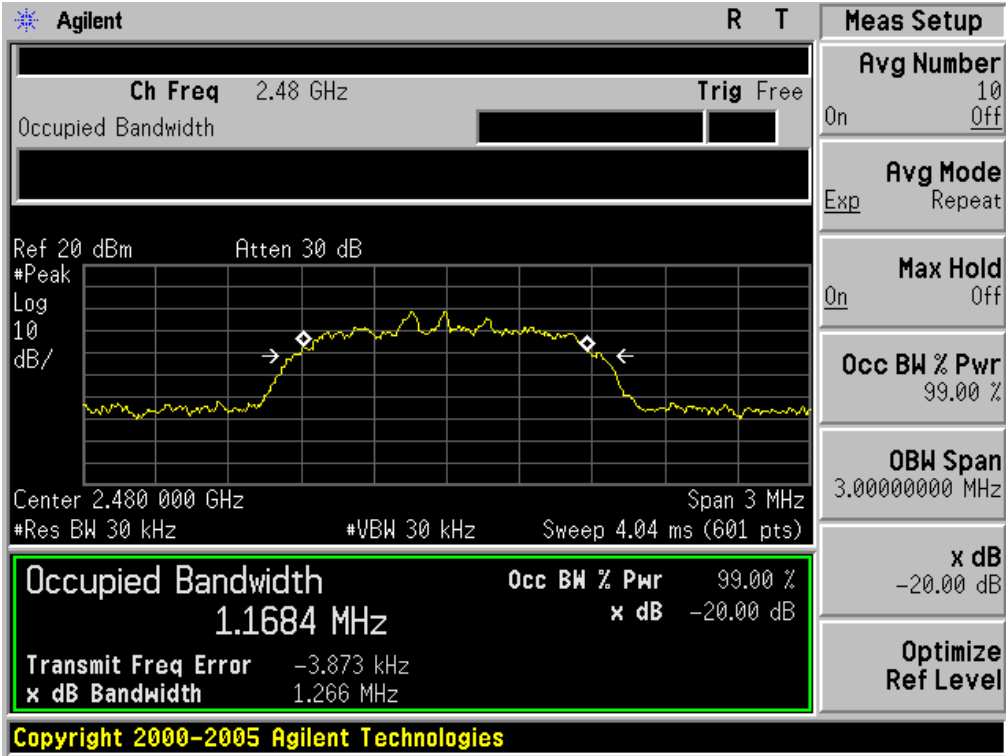 Agilent R T
Ch Freq 2.48 GHz Trig Free
Occupied Bandwidth
Ref 20 dBm Atten 30 dB
#Peak
Log
10
dB/
Center 2.480 000 GHz Span 3 MHz
#Res BW 30 kHz #VBW 30 kHz Sweep 4.04 ms (601 pts)
Occupied Bandwidth Occ BW % Pwr 99.00 %
1.1684 MHz x dB -20.00 dB
Transmit Freq Error -3.873 kHz
x dB Bandwidth 1.266 MHz
Copyright 2000-2005 Agilent Technologies
Meas Setup
Avg Number
10
On Off
Avg Mode
Exp Repeat
Max Hold
On Off
Occ BW % Pwr
99.00 %
OBW Span
3.00000000 MHz
x dB
-20.00 dB
Optimize
Ref Level